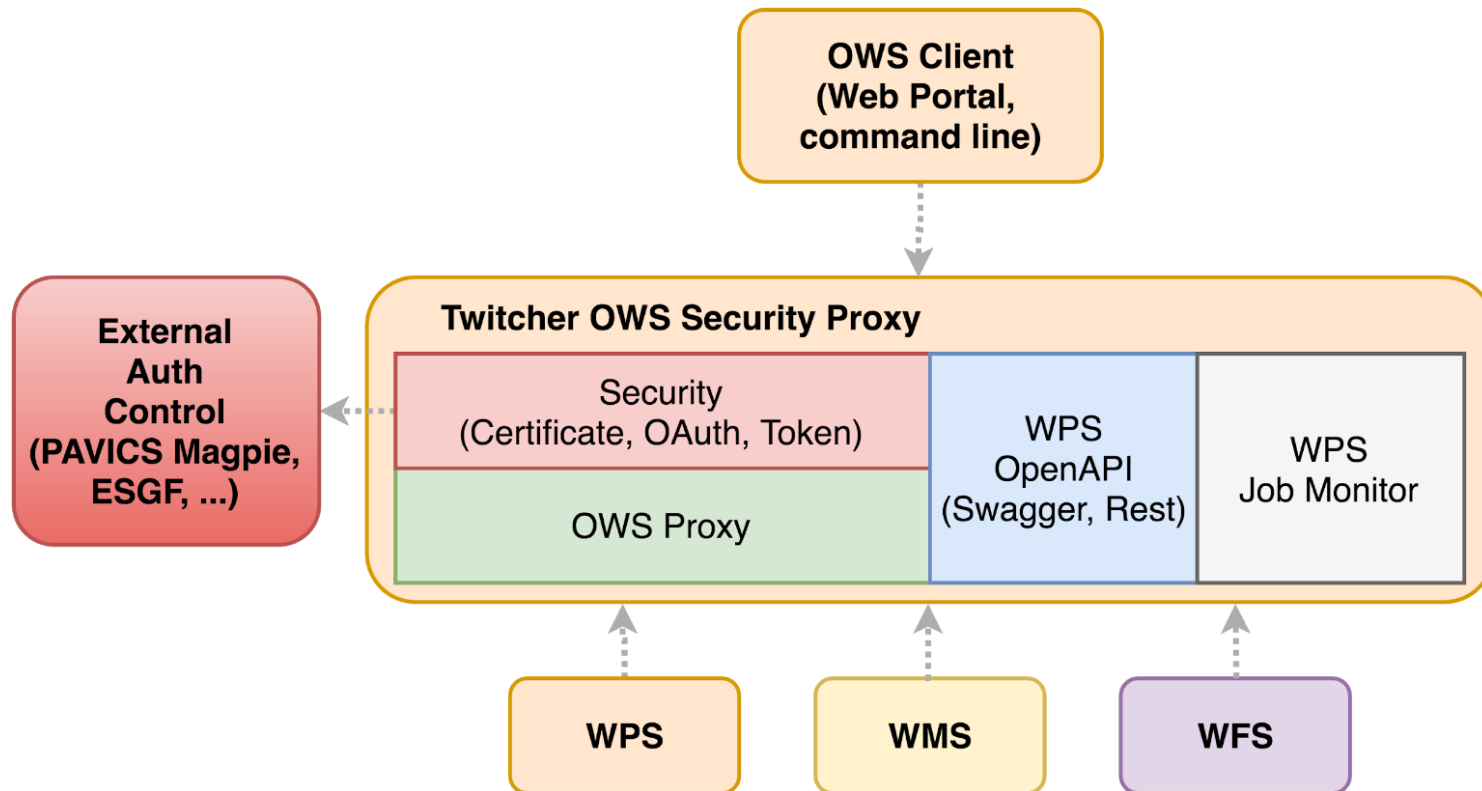 OWS Client
(Web Portal,
command line)
Twitcher OWS Security Proxy
External
Auth
Control
(PAVICS Magpie,
ESGF, ...)
Security
(Certificate, OAuth, Token)
OWS Proxy
WPS
OpenAPI
(Swagger, Rest)
WPS
Job Monitor
WPS
WMS
WFS